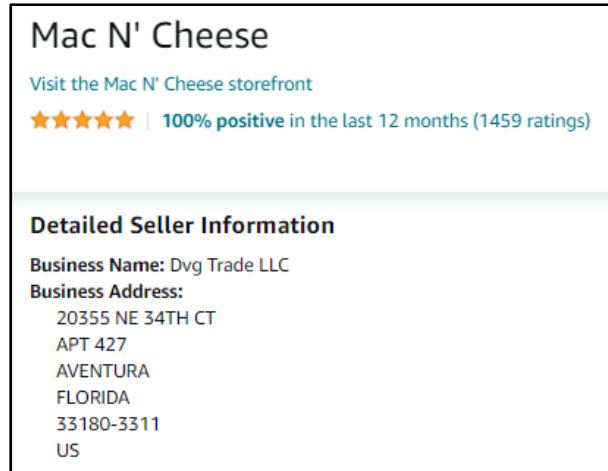 Mac N' Cheese
Visit the Mac N' Cheese storefront
100% positive in the last 12 months (1459 ratings)
Detailed Seller Information
Business Name: Dvg Trade LLC
Business Address:
20355 NE 34TH CT
APT 427
AVENTURA
FLORIDA
33180-3311
US